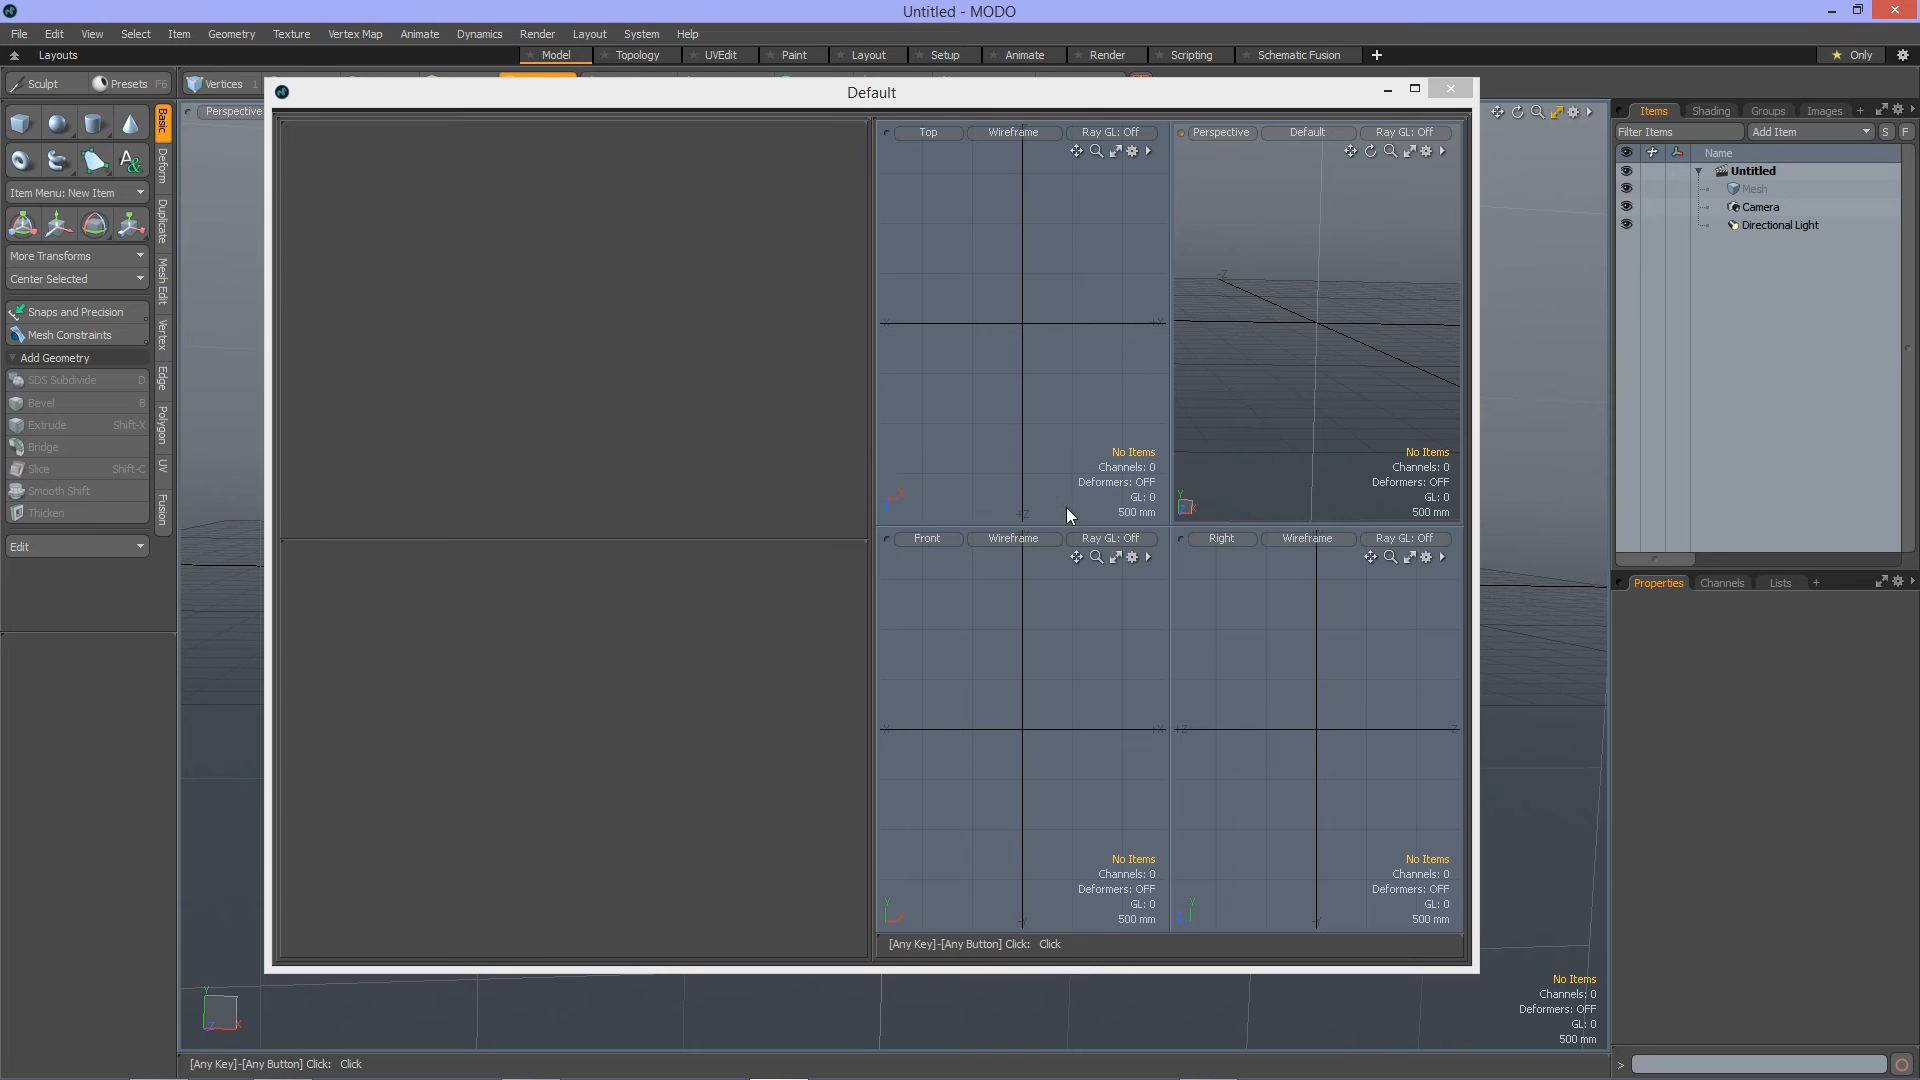 Untitled - MODO
File Edit View Select Item Geometry Texture Vertex Map Animate Dynamics Render Layout System Help
Layouts Model Topology UVEdit Paint Layout Setup Animate Render Scripting Schematic Fusion + Only
Sculpt Presets F6 Vertices 1
Default
Perspective
Basic
Deform
Duplicate
Mesh Edit
Vertex
Edge
Polygon
UV
Fusion
Item Menu: New Item
More Transforms
Center Selected
Snaps and Precision
Mesh Constraints
Add Geometry
SDS Subdivide D
Bevel B
Extrude Shift-X
Bridge
Slice Shift-C
Smooth Shift
Thicken
Edit
Top Wireframe Ray GL: Off
-X +X
+Z
No Items
Channels: 0
Deformers: OFF
GL: 0
500 mm
Perspective Default Ray GL: Off
-Z
No Items
Channels: 0
Deformers: OFF
GL: 0
500 mm
Y
Z X
Front Wireframe Ray GL: Off
-X +X
-Y
No Items
Channels: 0
Deformers: OFF
GL: 0
500 mm
Y
X
Right Wireframe Ray GL: Off
+Z -Z
-Y
No Items
Channels: 0
Deformers: OFF
GL: 0
500 mm
Y
Z
[Any Key]-[Any Button] Click: Click
Items Shading Groups Images +
Filter Items Add Item S F
Name
Untitled
Mesh
Camera
Directional Light
Properties Channels Lists +
No Items
Channels: 0
Deformers: OFF
GL: 0
500 mm
Y
Z X
[Any Key]-[Any Button] Click: Click
>